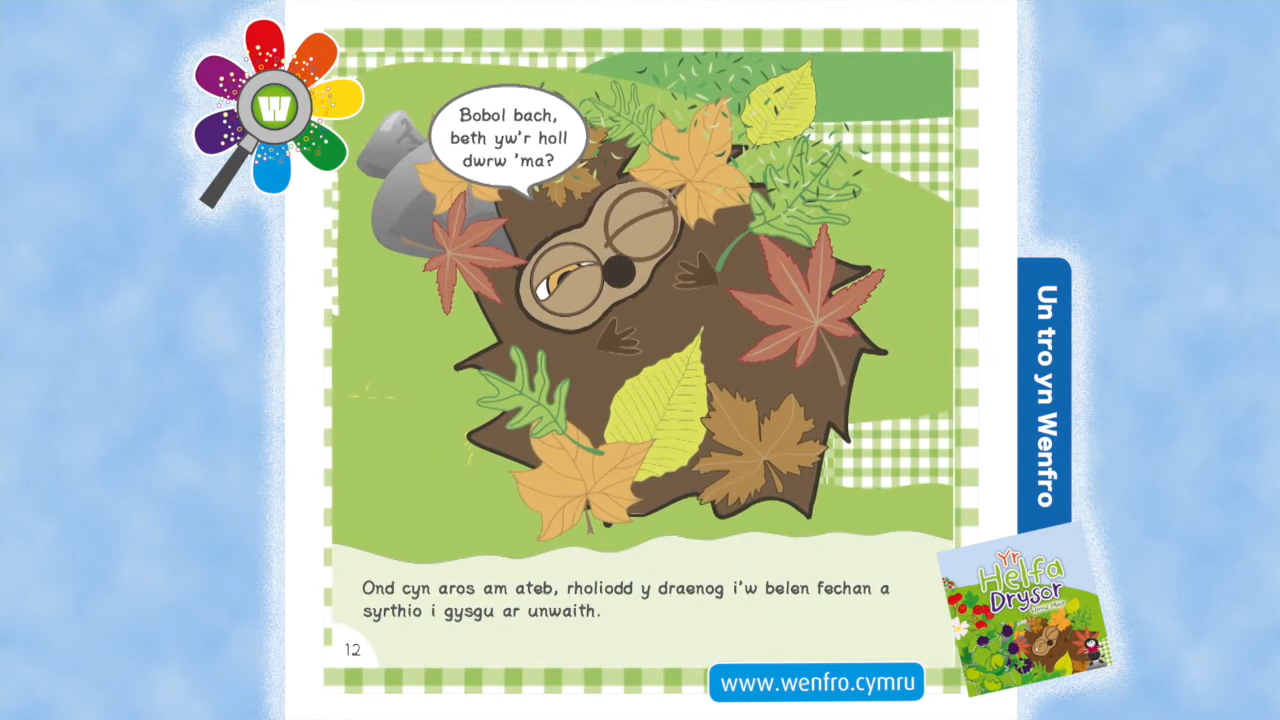 W
Bobol bach,
beth yw'r holl
dwrw 'ma?
Ond cyn aros am ateb, rholiodd y draenog i'w belen fechan a
syrthio i gysgu ar unwaith.
12
www.wenfro.cymru
Un tro yn Wenfro
Yr
Helfa
Drysor